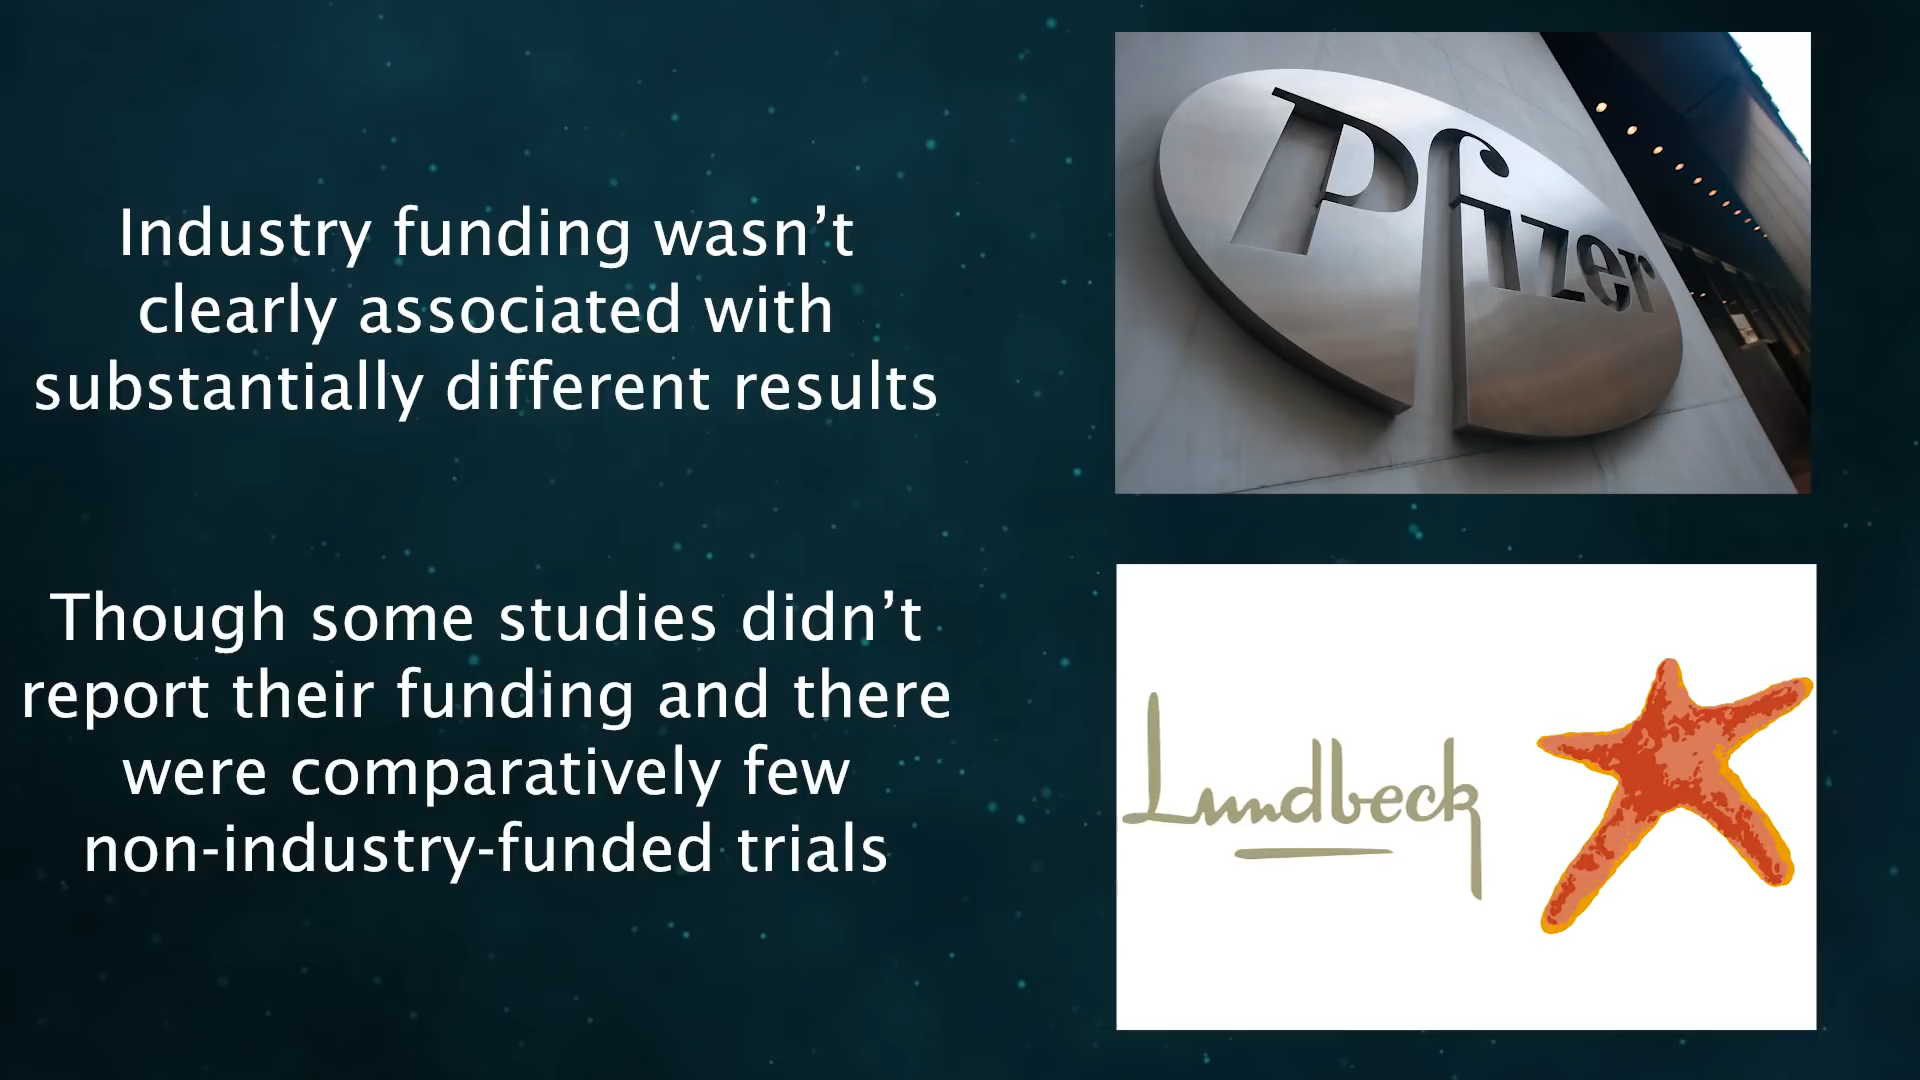 Industry funding wasn’t
clearly associated with
substantially different results
Though some studies didn’t
report their funding and there
were comparatively few
non-industry-funded trials
Pfizer
Lundbeck